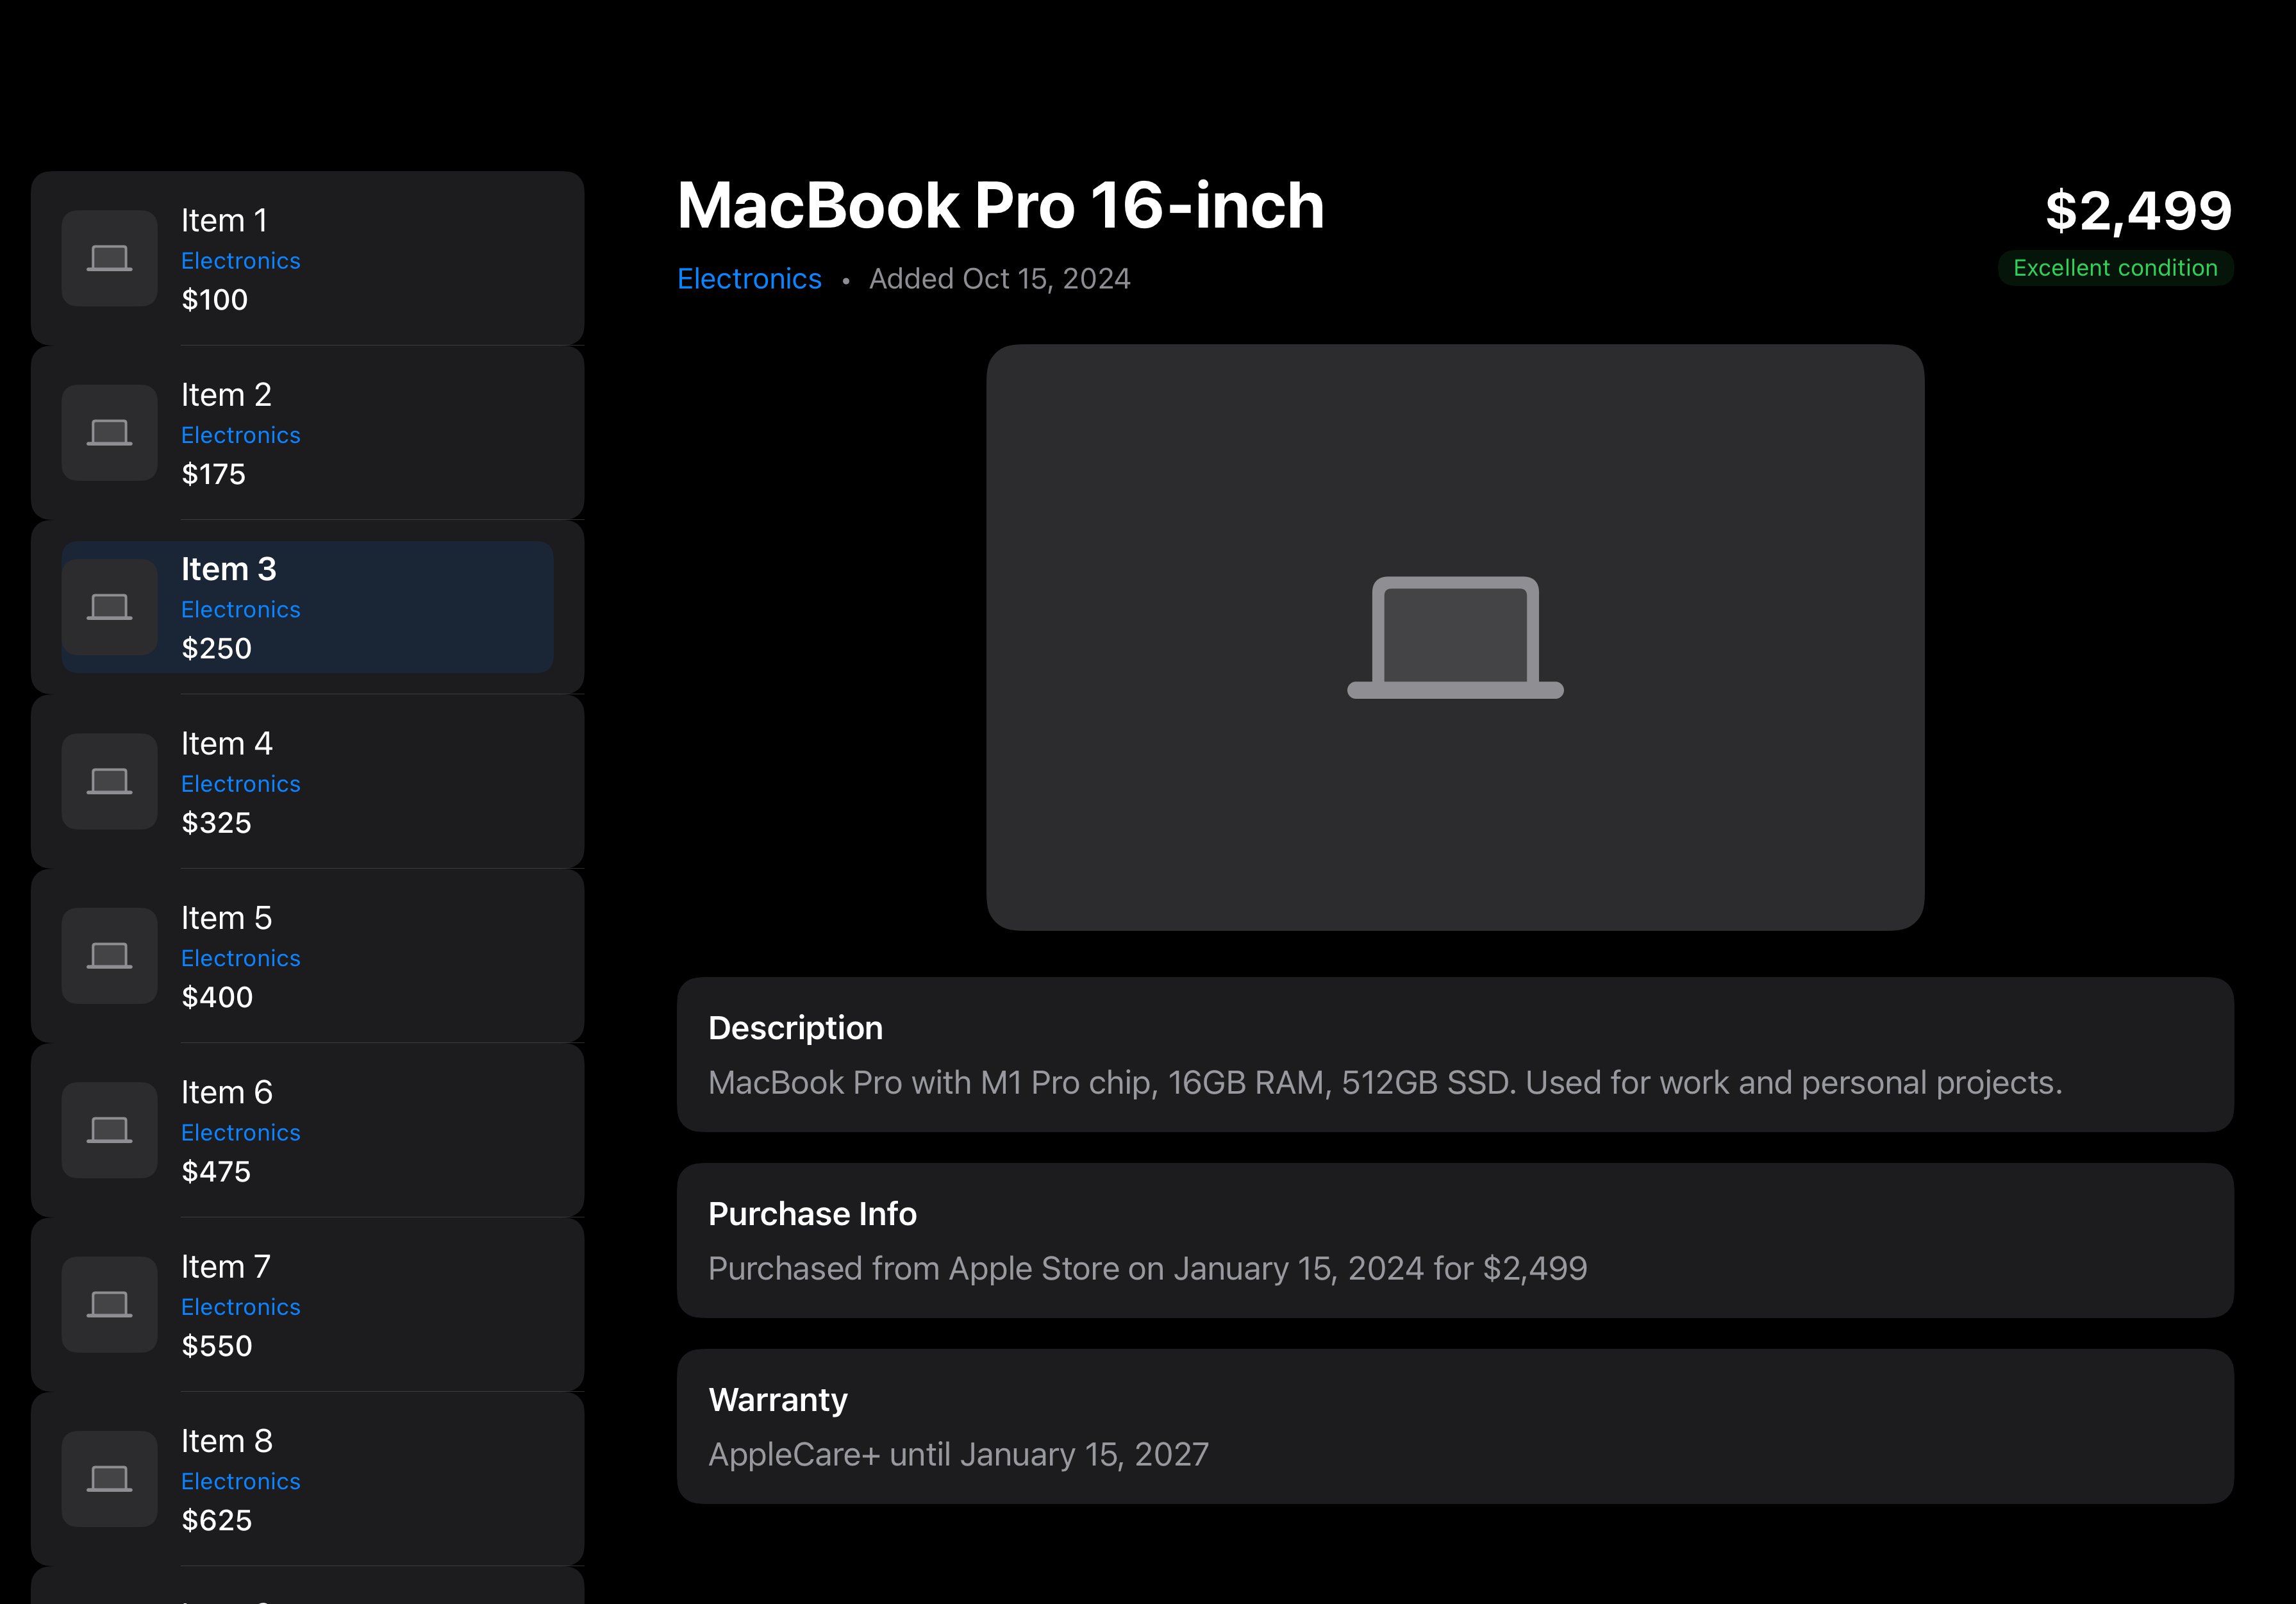 Item 1
Electronics
$100
Item 2
Electronics
$175
Item 3
Electronics
$250
Item 4
Electronics
$325
Item 5
Electronics
$400
Item 6
Electronics
$475
Item 7
Electronics
$550
Item 8
Electronics
$625
MacBook Pro 16-inch
$2,499
Electronics • Added Oct 15, 2024
Excellent condition
Description
MacBook Pro with M1 Pro chip, 16GB RAM, 512GB SSD. Used for work and personal projects.
Purchase Info
Purchased from Apple Store on January 15, 2024 for $2,499
Warranty
AppleCare+ until January 15, 2027